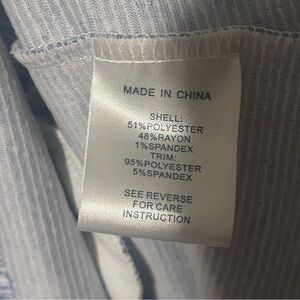 MADE IN CHINA
SHELL:
51%POLYESTER
48%RAYON
1%SPANDEX
TRIM:
95%POLYESTER
5%SPANDEX
SEE REVERSE
FOR CARE
INSTRUCTION